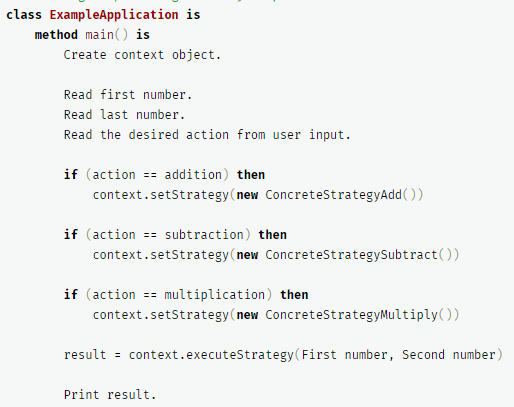 class ExampleApplication is
method main() is
Create context object.
Read first number.
Read last number.
Read the desired action from user input.
if (action == addition) then
context.setStrategy(new ConcreteStrategyAdd())
if (action == subtraction) then
context.setStrategy(new ConcreteStrategySubtract())
if (action == multiplication) then
context.setStrategy(new ConcreteStrategyMultiply())
result = context.executeStrategy(First number, Second number)
Print result.